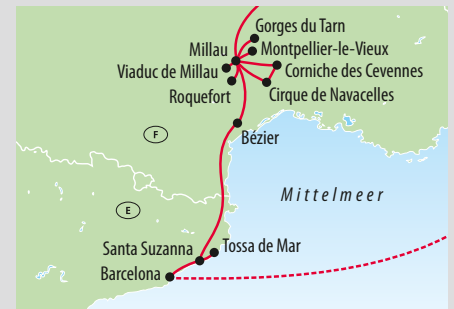 Gorges du Tarn
Millau
Montpellier-le-Vieux
Viaduc de Millau
Corniche des Cevennes
Roquefort
Cirque de Navacelles
F
Bézier
Mittelmeer
E
Santa Suzanna
Tossa de Mar
Barcelona